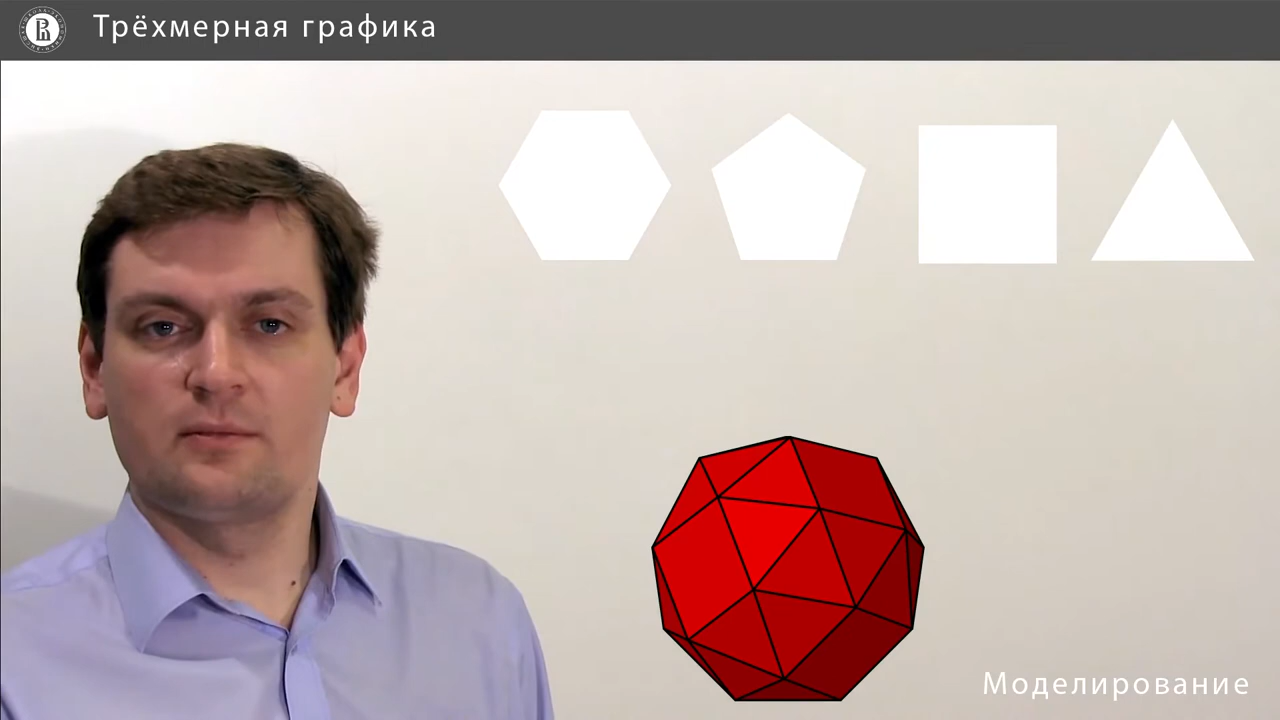 Трёхмерная графика
Моделирование